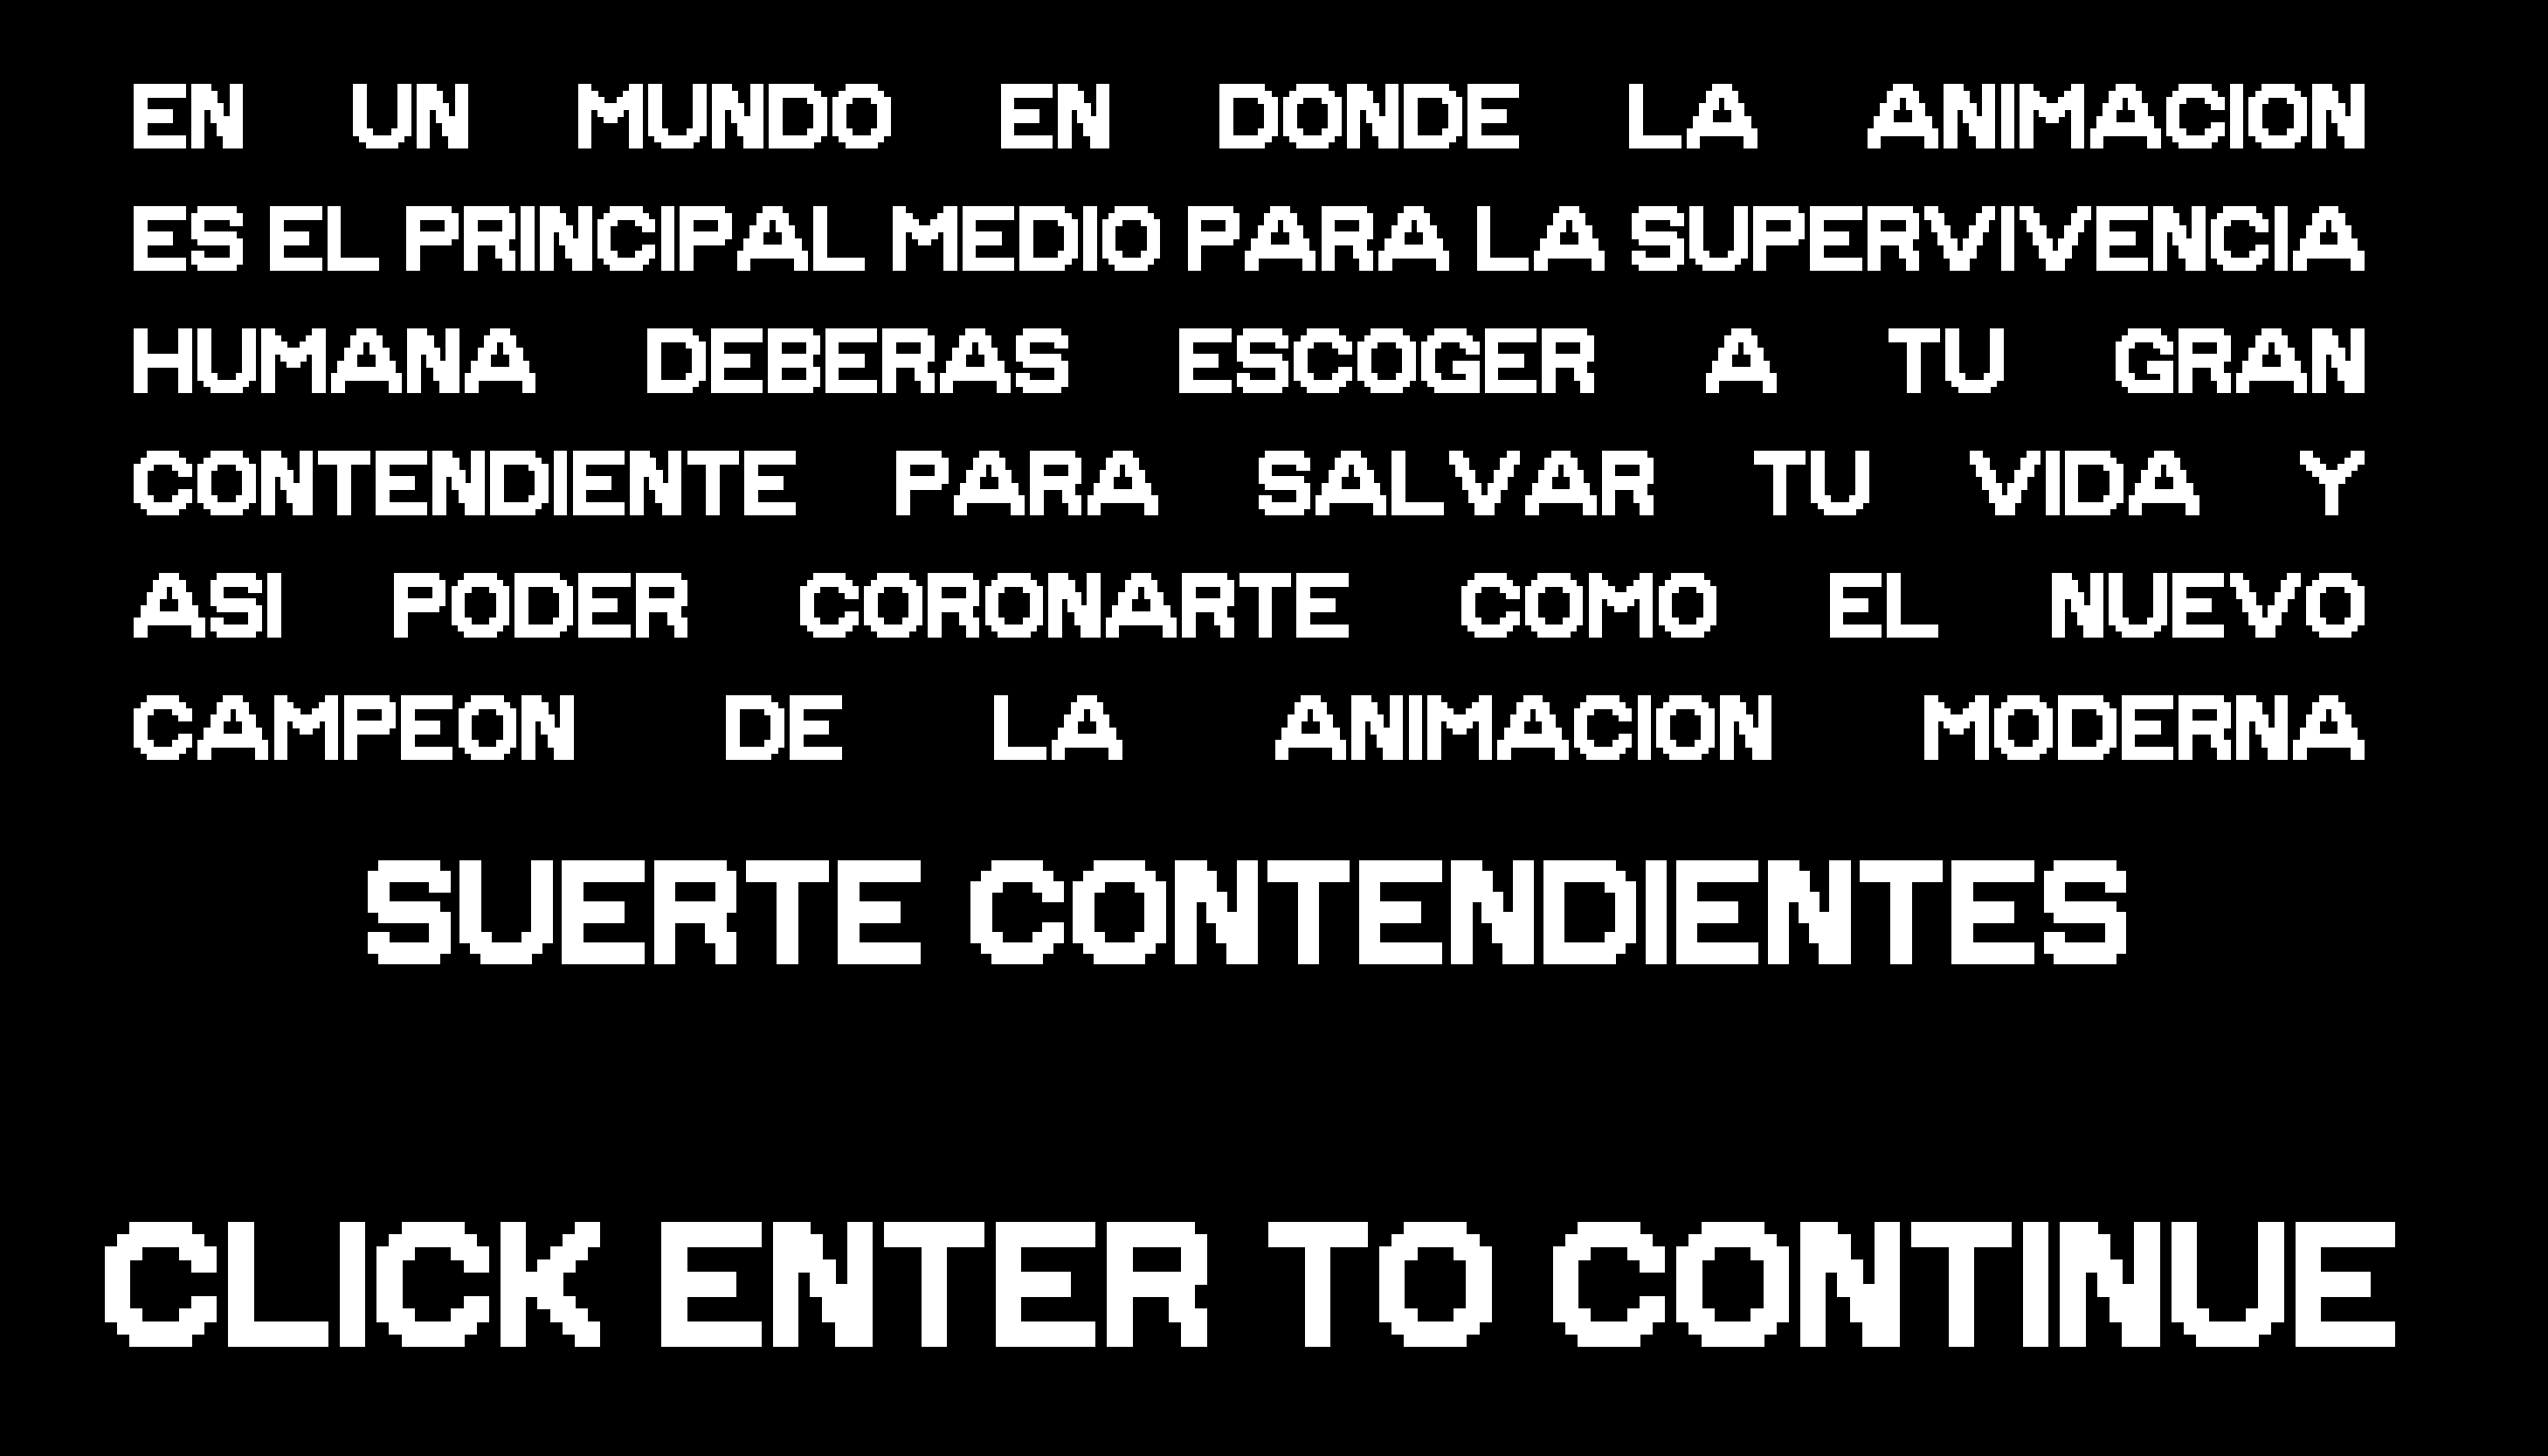 EN UN MUNDO EN DONDE LA ANIMACION
ES EL PRINCIPAL MEDIO PARA LA SUPERVIVENCIA
HUMANA DEBERAS ESCOGER A TU GRAN
CONTENDIENTE PARA SALVAR TU VIDA Y
ASI PODER CORONARTE COMO EL NUEVO
CAMPEON DE LA ANIMACION MODERNA
SUERTE CONTENDIENTES
CLICK ENTER TO CONTINUE